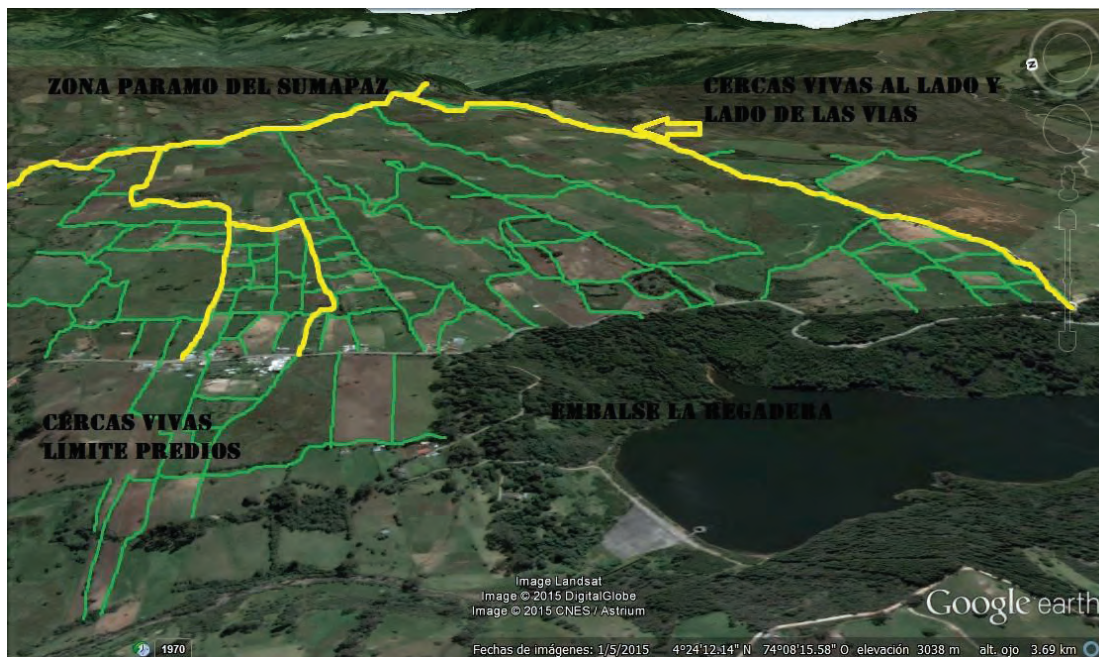 ZONA PARAMO DEL SUMAPAZ
CERCAS VIVAS AL LADO Y
LADO DE LAS VIAS
N
CERCAS VIVAS
LIMITE PREDIOS
EMBALSE LA REGADERA
Image Landsat
Image © 2015 DigitalGlobe
Image © 2015 CNES / Astrium
Google earth
1970
Fechas de imágenes: 1/5/2015 4°24'12.14" N 74°08'15.58" O elevación 3038 m alt. ojo 3.69 km